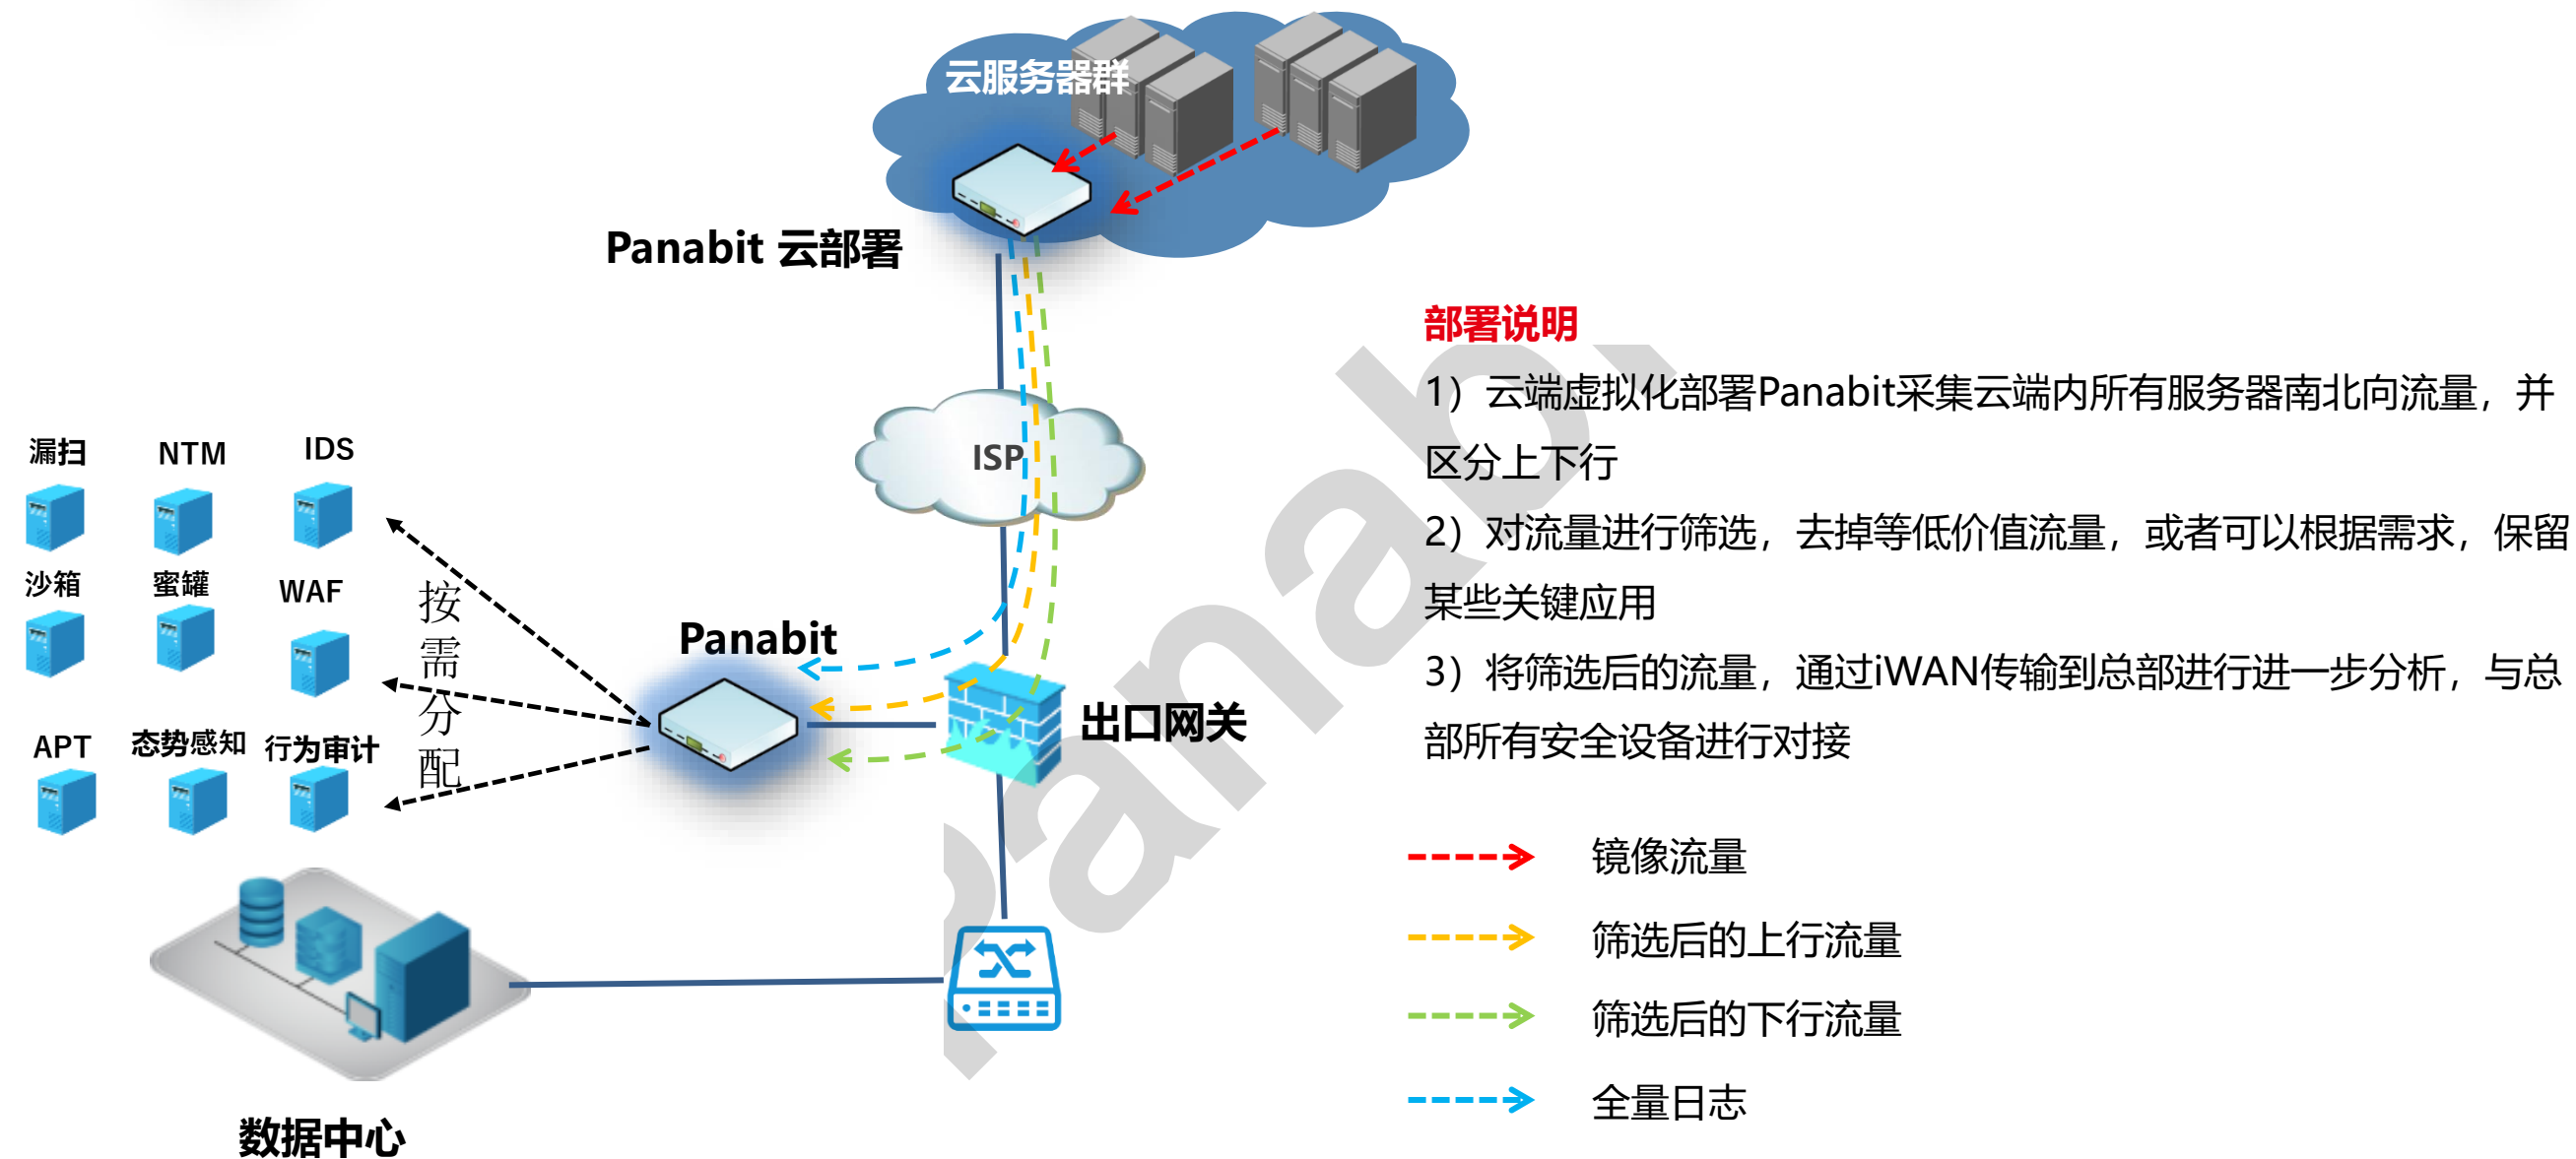 云服务器群
Panabit 云部署
部署说明
1）云端虚拟化部署Panabit采集云端内所有服务器南北向流量，并
区分上下行
2）对流量进行筛选，去掉等低价值流量，或者可以根据需求，保留
某些关键应用
3）将筛选后的流量，通过iWAN传输到总部进行进一步分析，与总
部所有安全设备进行对接
ISP
漏扫
NTM
IDS
沙箱
蜜罐
WAF
APT
态势感知
行为审计
按
需
分
配
Panabit
出口网关
镜像流量
筛选后的上行流量
筛选后的下行流量
全量日志
数据中心
Panabit